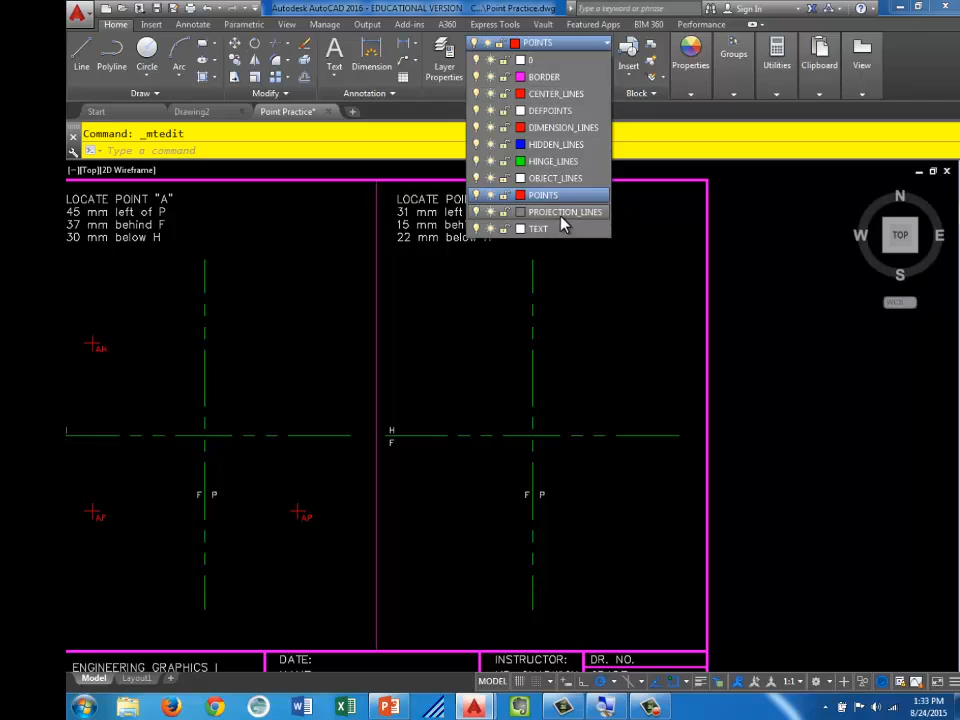 Autodesk AutoCAD 2016 - EDUCATIONAL VERSION C...\Point Practice.dwg
Type a keyword or phrase
Sign In
Home Insert Annotate Parametric View Manage Output Add-ins A360 Express Tools Vault Featured Apps BIM 360 Performance
Line Polyline Circle Arc
Text Dimension
Layer Properties
Insert
Properties Groups Utilities Clipboard View
Draw Modify Annotation Block
POINTS
0
BORDER
CENTER_LINES
DEFPOINTS
DIMENSION_LINES
HIDDEN_LINES
HINGE_LINES
OBJECT_LINES
POINTS
PROJECTION_LINES
TEXT
Start Drawing2 Point Practice*
Command: _mtedit
Type a command
[−][Top][2D Wireframe]
LOCATE POINT "A"
45 mm left of P
37 mm behind F
30 mm below H
LOCATE
31 mm lef
15 mm beh
22 mm below
N
W TOP E
S
WCS
AH
H
H
F
F P
F P
AF
AP
ENGINEERING GRAPHICS I
DATE:
INSTRUCTOR:
DR. NO.
Model Layout1
MODEL
1:1
1:33 PM
8/24/2015